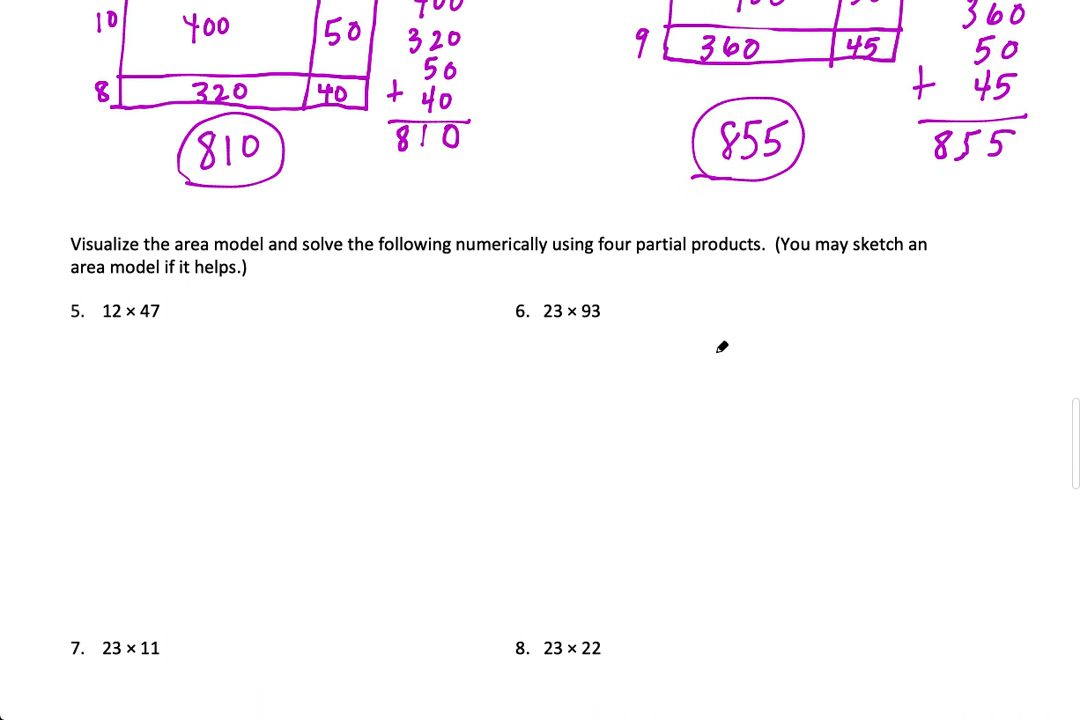 400
10 400 50 320
50
8 320 40 + 40
810 810
360
9 360 45 50
+ 45
855 855
Visualize the area model and solve the following numerically using four partial products. (You may sketch an
area model if it helps.)
5. 12 × 47 6. 23 × 93
7. 23 × 11 8. 23 × 22